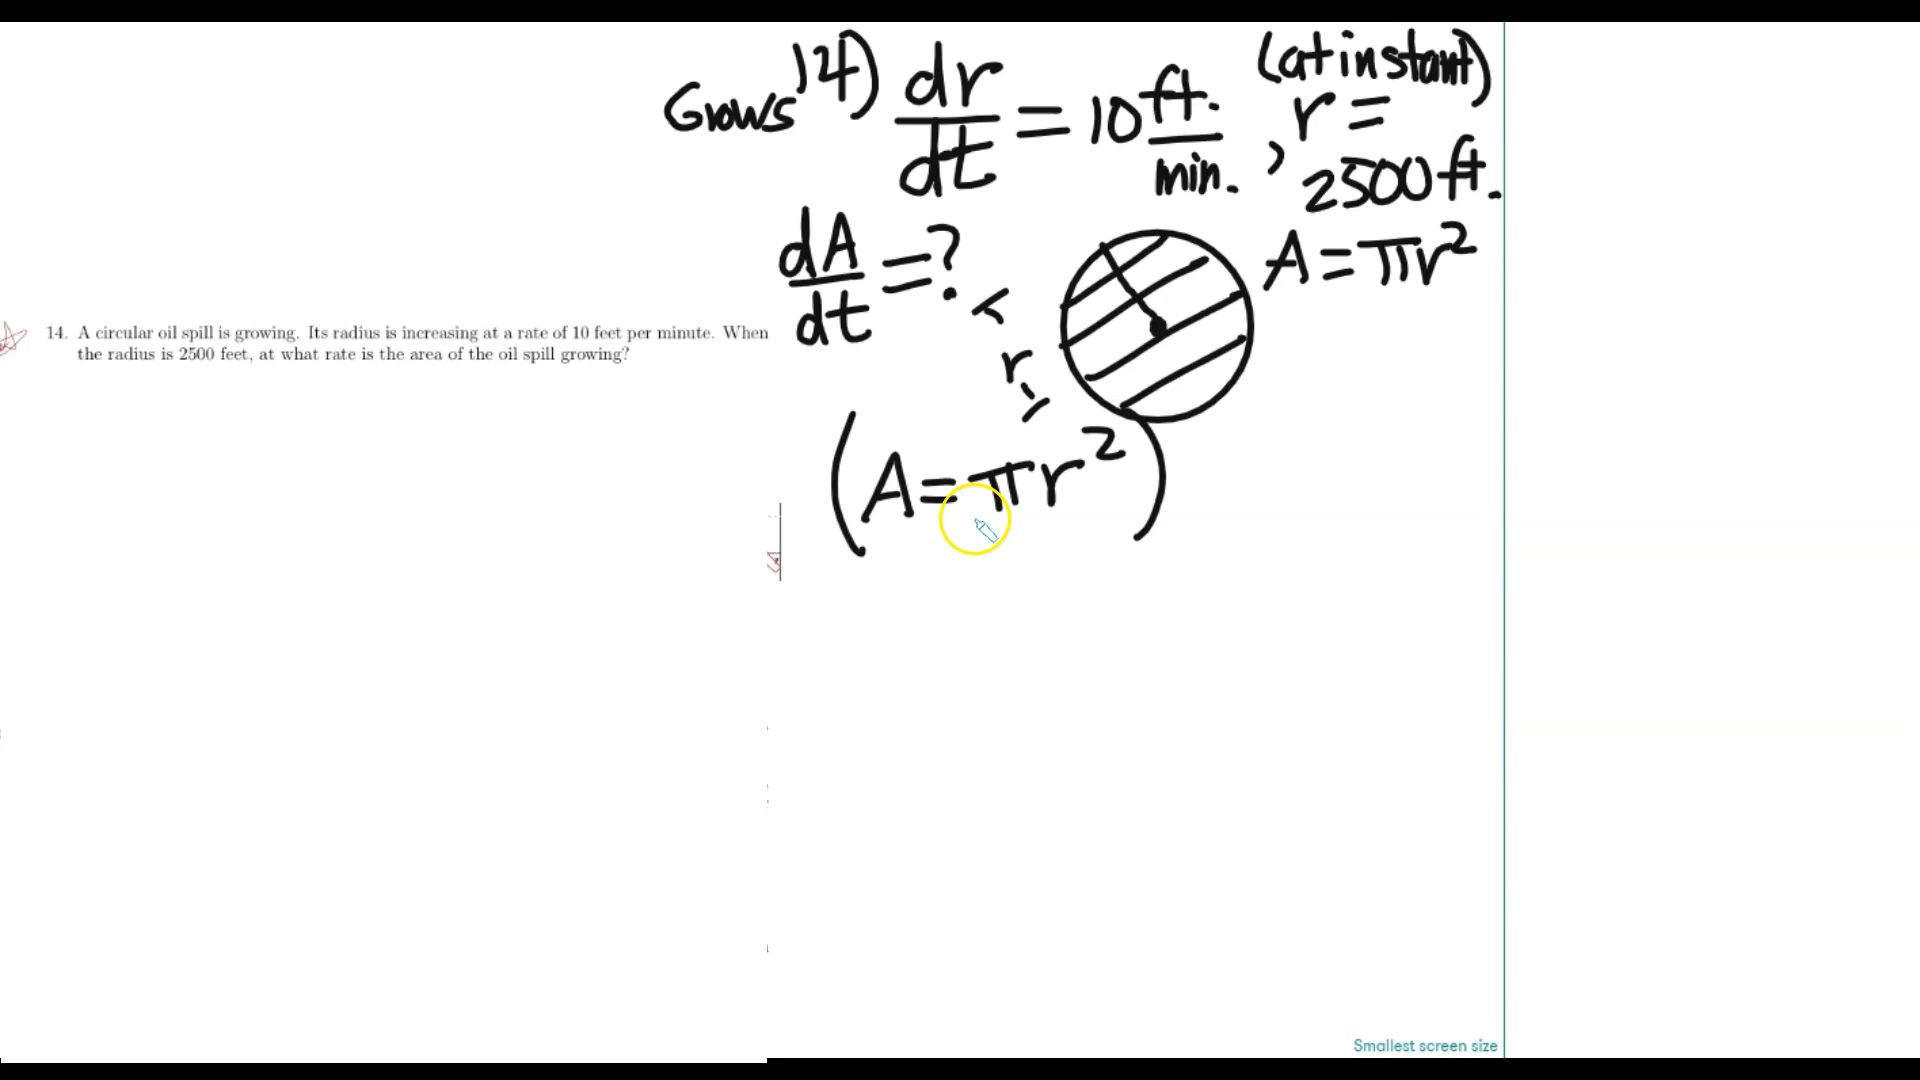 14. A circular oil spill is growing. Its radius is increasing at a rate of 10 feet per minute. When
the radius is 2500 feet, at what rate is the area of the oil spill growing?
Grows 14) dr/dt = 10 ft./min. , (at instant)
r =
2500 ft.
dA/dt = ?
A = πr²
r =
(A = πr²)
Smallest screen size